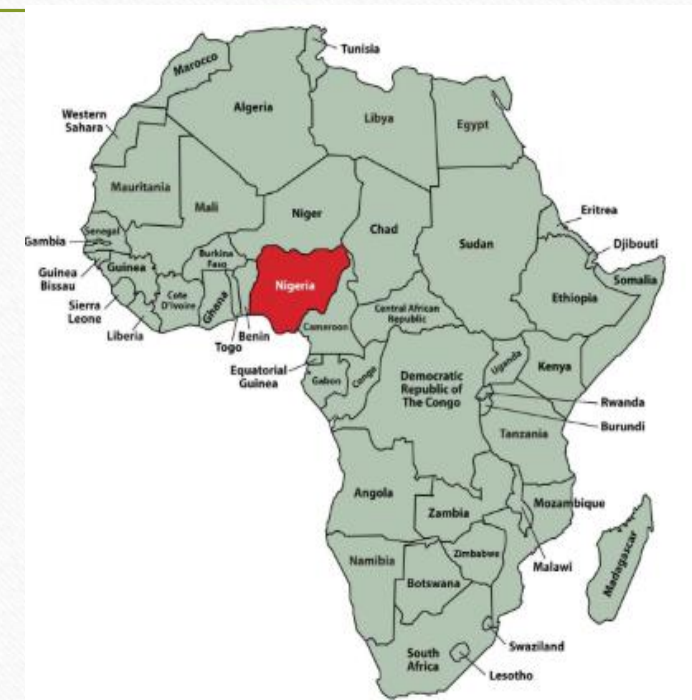 Tunisia
Marocco
Algeria
Libya
Egypt
Western
Sahara
Mauritania
Mali
Niger
Chad
Sudan
Eritrea
Djibouti
Senegal
Gambia
Guinea
Bissau
Guinea
Burkina
Faso
Nigeria
Sierra
Leone
Cote
D'Ivoire
Ghana
Liberia
Togo
Benin
Cameroon
Central African
Republic
Ethiopia
Somalia
Equatorial
Guinea
Gabon
Congo
Democratic
Republic of
The Congo
Uganda
Kenya
Rwanda
Burundi
Tanzania
Angola
Zambia
Mozambique
Malawi
Namibia
Zimbabwe
Botswana
Madagascar
South
Africa
Swaziland
Lesotho